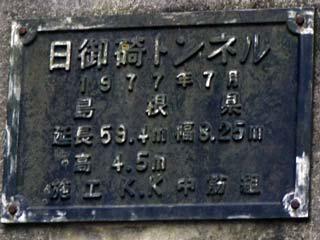 日御碕トンネル
1977年7月
島根県
延長59.4m 幅8.25m
高 4.5m
施工 K.K中筋組